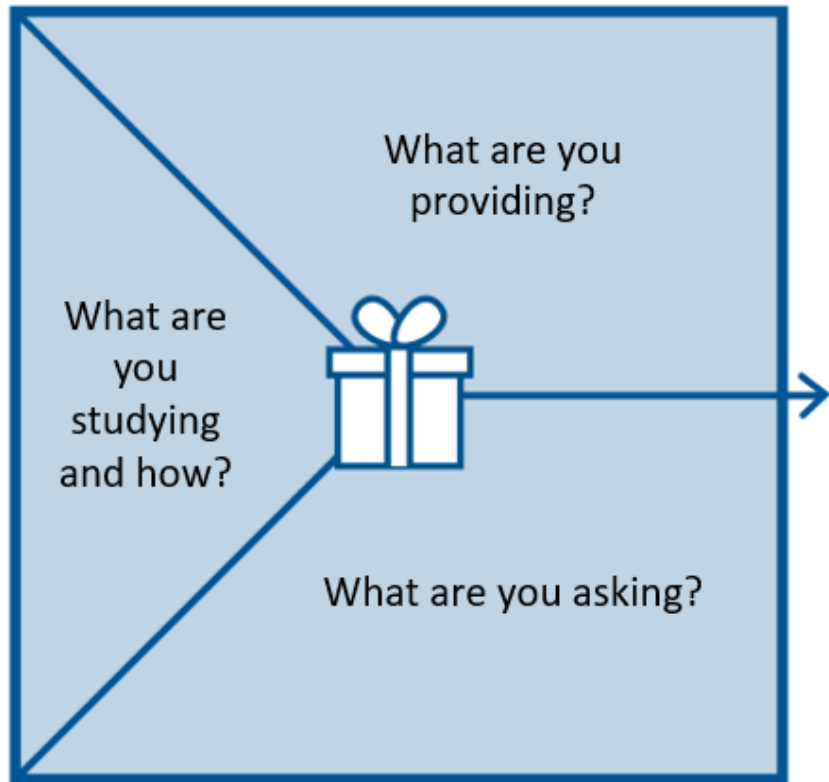 What are you
providing?
What are
you
studying
and how?
What are you asking?